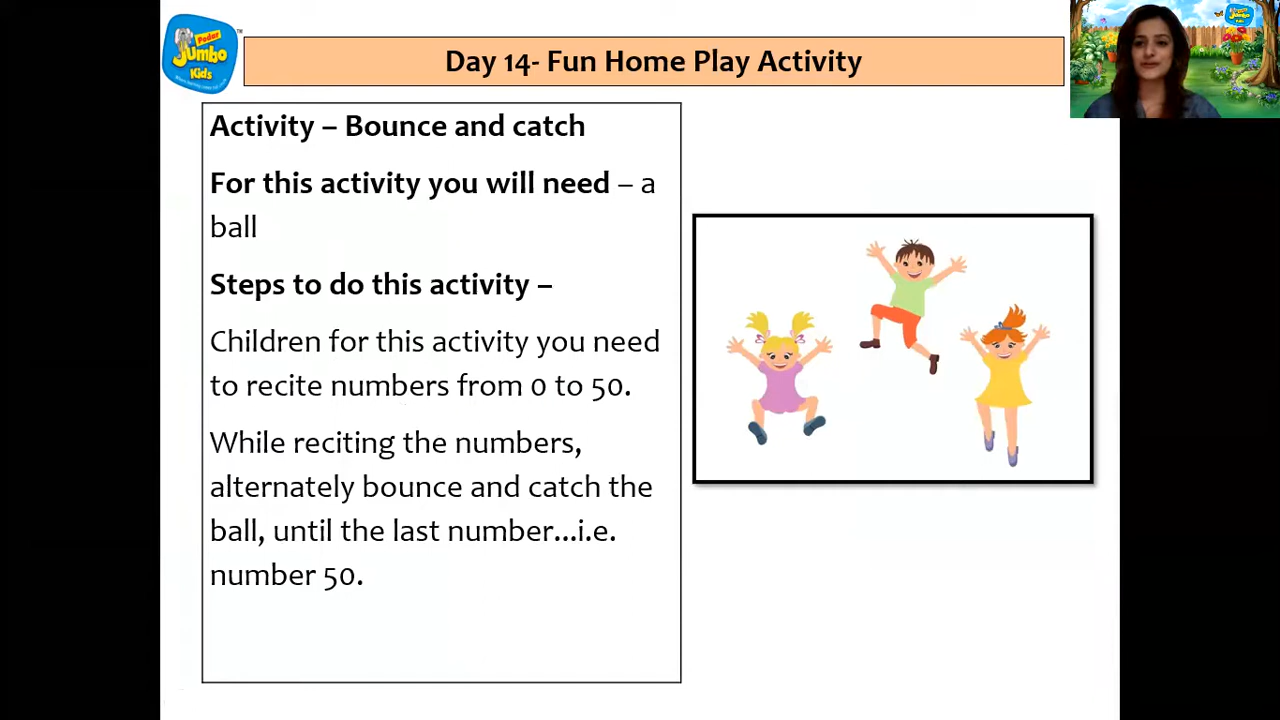 Podar
Jumbo
Kids
Day 14- Fun Home Play Activity
Activity – Bounce and catch
For this activity you will need – a
ball
Steps to do this activity –
Children for this activity you need
to recite numbers from 0 to 50.
While reciting the numbers,
alternately bounce and catch the
ball, until the last number...i.e.
number 50.